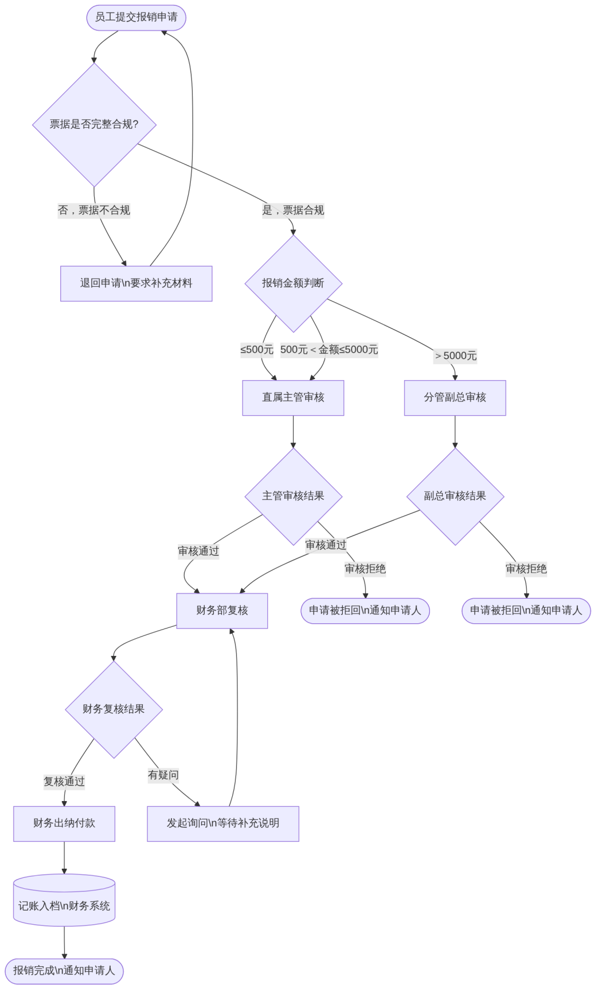 员工提交报销申请
票据是否完整合规?
否，票据不合规
是，票据合规
退回申请\n要求补充材料
报销金额判断
≤500元
500元＜金额≤5000元
＞5000元
直属主管审核
分管副总审核
主管审核结果
副总审核结果
审核通过
审核通过
审核拒绝
审核拒绝
财务部复核
申请被拒回\n通知申请人
申请被拒回\n通知申请人
财务复核结果
复核通过
有疑问
财务出纳付款
发起询问\n等待补充说明
记账入档\n财务系统
报销完成\n通知申请人